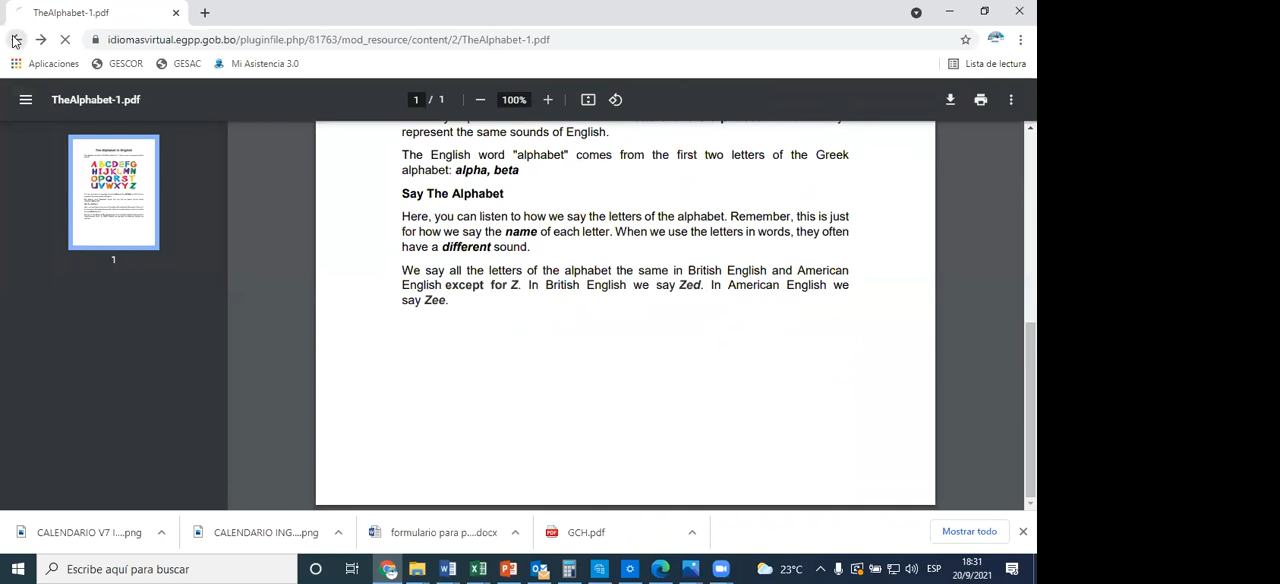 TheAlphabet-1.pdf
idiomasvirtual.egpp.gob.bo/pluginfile.php/81763/mod_resource/content/2/TheAlphabet-1.pdf
Aplicaciones GESCOR GESAC Mi Asistencia 3.0 Lista de lectura
TheAlphabet-1.pdf 1 / 1 100%
A B C D E F G
H I J K L M N
O P Q R S T
U V W X Y Z
1
represent the same sounds of English.
The English word "alphabet" comes from the first two letters of the Greek
alphabet: alpha, beta
Say The Alphabet
Here, you can listen to how we say the letters of the alphabet. Remember, this is just
for how we say the name of each letter. When we use the letters in words, they often
have a different sound.
We say all the letters of the alphabet the same in British English and American
English except for Z. In British English we say Zed. In American English we
say Zee.
CALENDARIO V7 I....png CALENDARIO ING....png formulario para p....docx GCH.pdf Mostrar todo
Escribe aquí para buscar 23°C ESP 18:31
20/9/2021